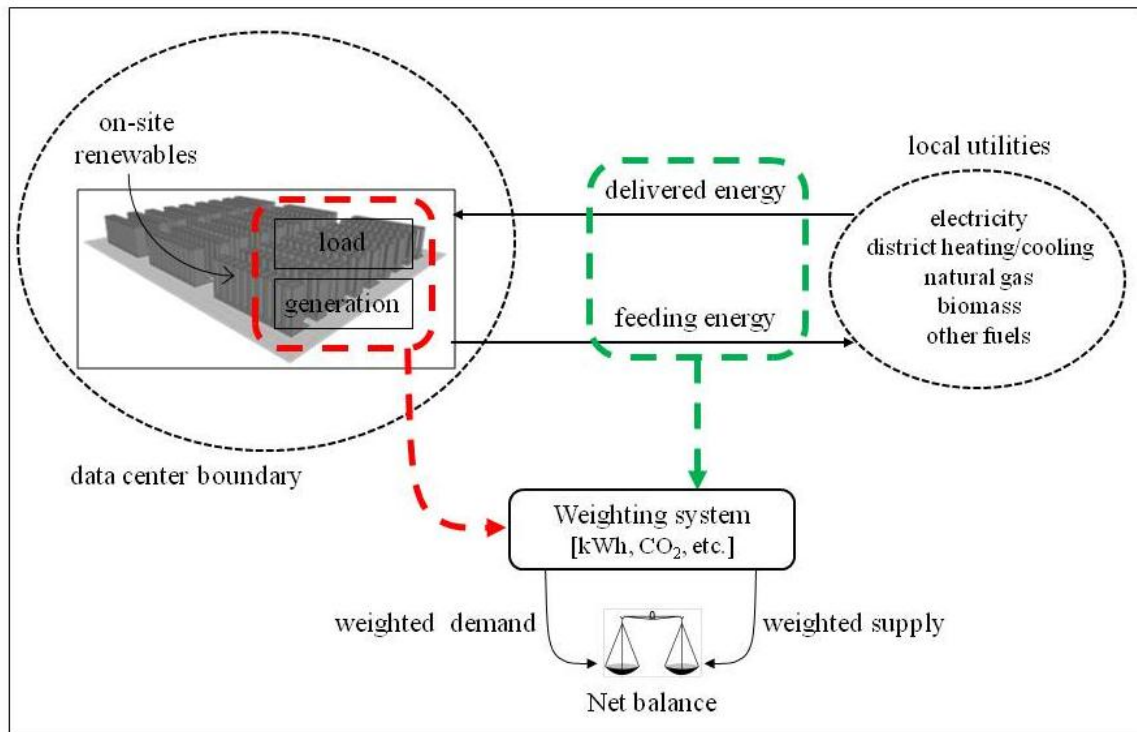 on-site
renewables
load
generation
data center boundary
delivered energy
feeding energy
local utilities
electricity
district heating/cooling
natural gas
biomass
other fuels
Weighting system
[kWh, CO₂, etc.]
weighted demand
weighted supply
Net balance